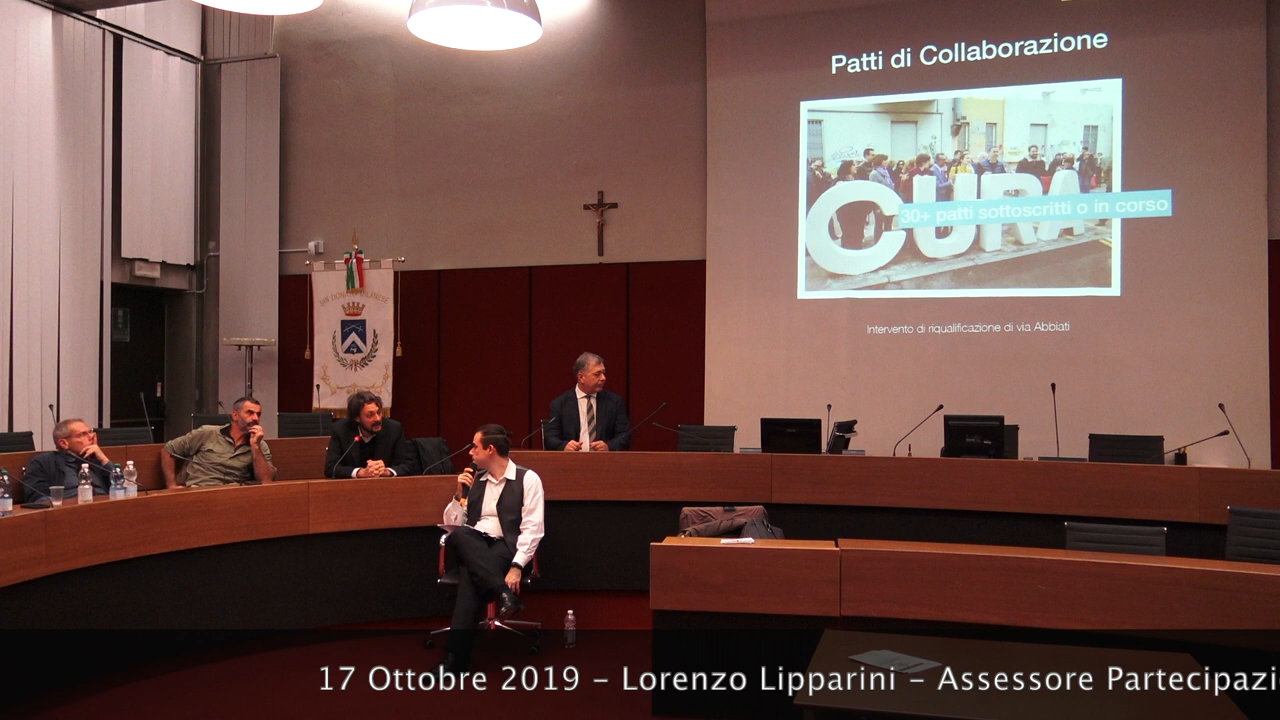 Patti di Collaborazione
CURA
30+ patti sottoscritti o in corso
Intervento di riqualificazione di via Abbiati
17 Ottobre 2019 – Lorenzo Lipparini – Assessore Partecipazi